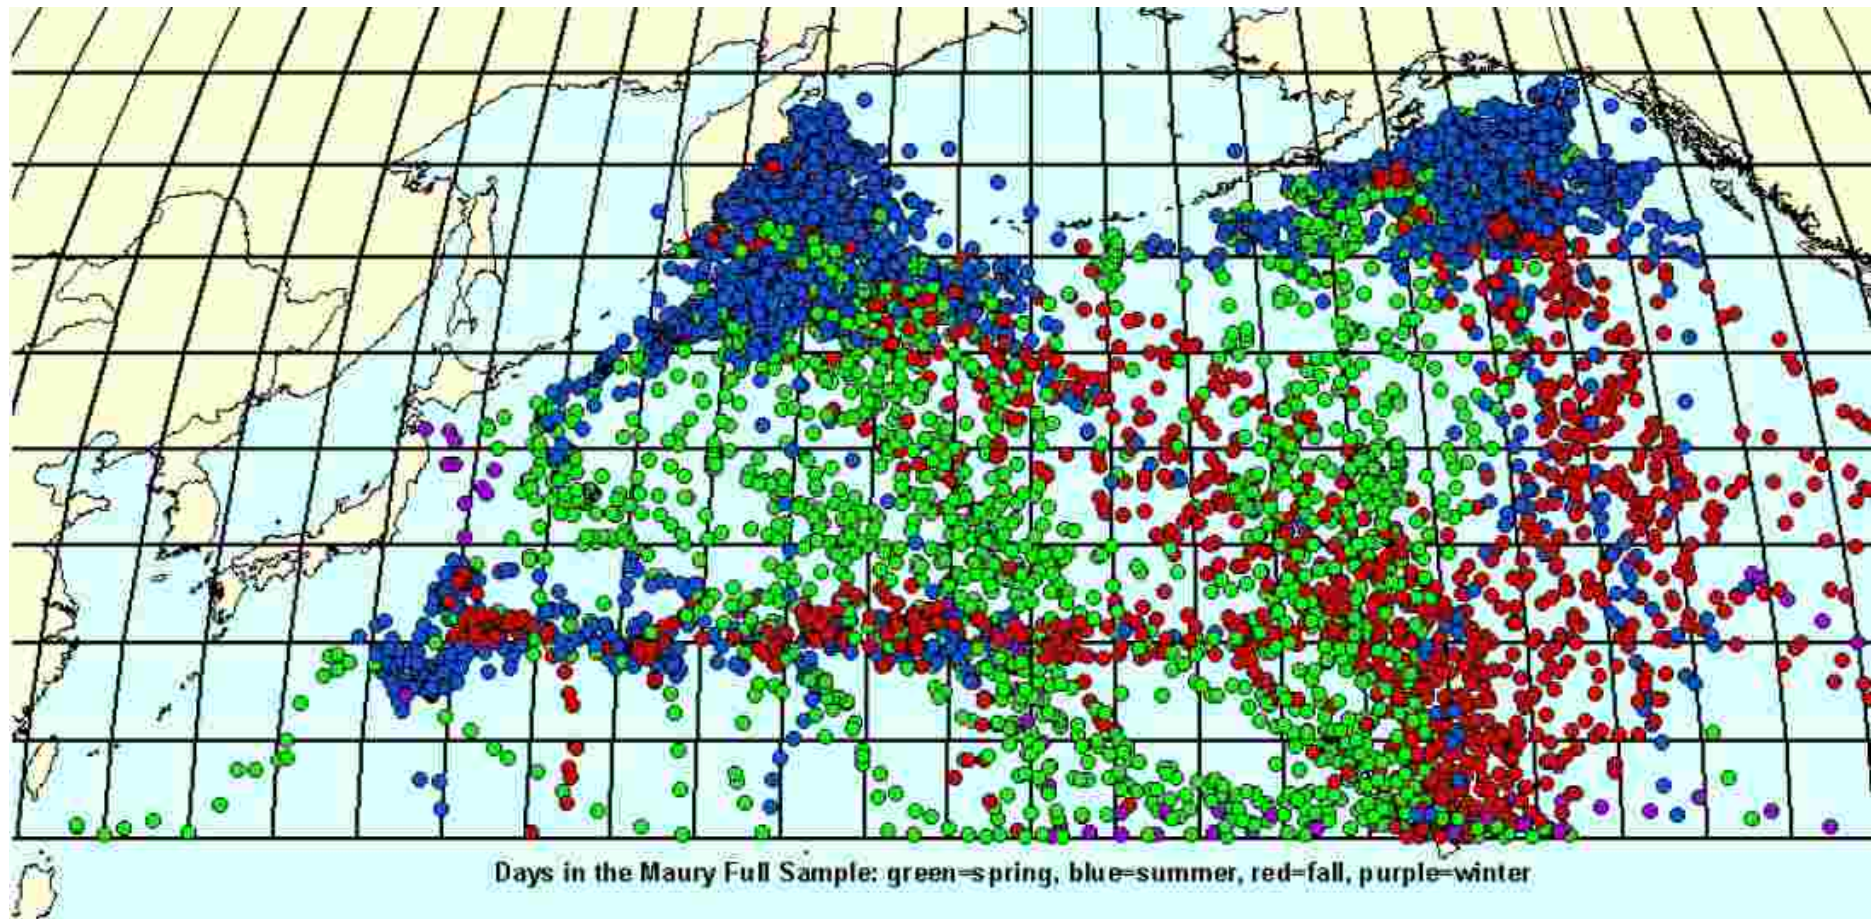 Days in the Maury Full Sample: green=spring, blue=summer, red=fall, purple=winter